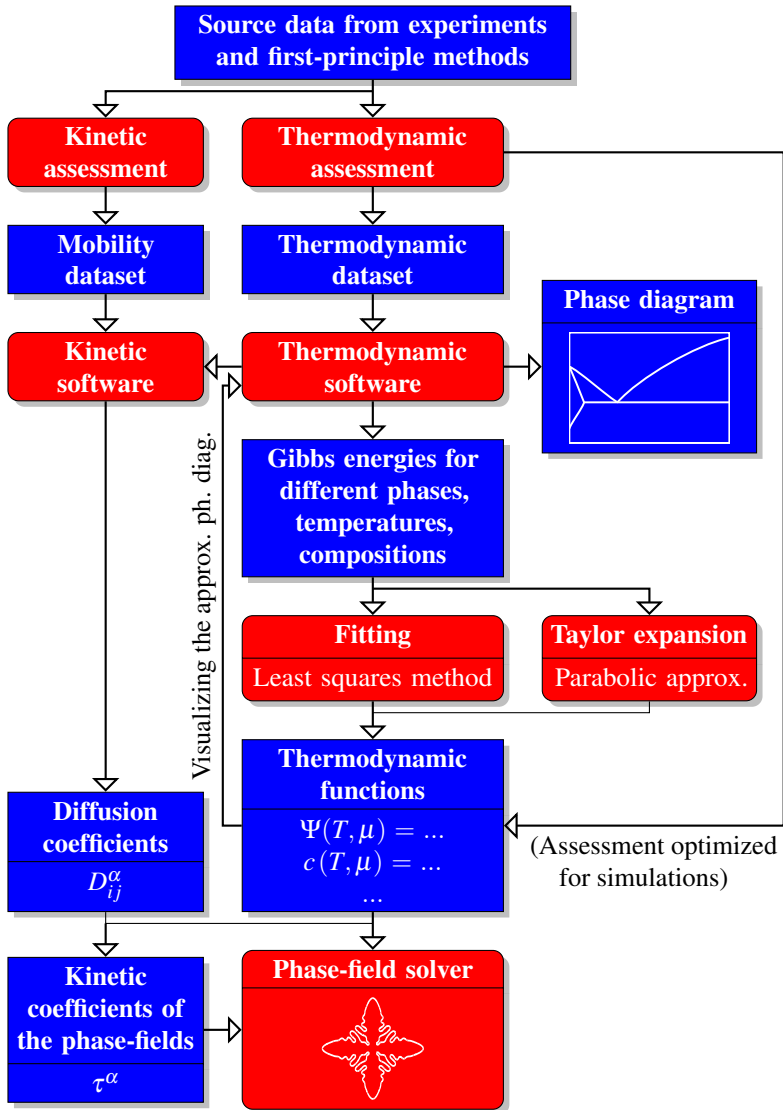 Source data from experiments
and first-principle methods
Kinetic
assessment
Thermodynamic
assessment
Mobility
dataset
Thermodynamic
dataset
Phase diagram
Kinetic
software
Thermodynamic
software
Visualizing the approx. ph. diag.
Gibbs energies for
different phases,
temperatures,
compositions
Fitting
Least squares method
Taylor expansion
Parabolic approx.
Thermodynamic
functions
Ψ(T,μ) = ...
c(T,μ) = ...
...
(Assessment optimized
for simulations)
Diffusion
coefficients
D_{ij}^{α}
Kinetic
coefficients of
the phase-fields
τ^{α}
Phase-field solver